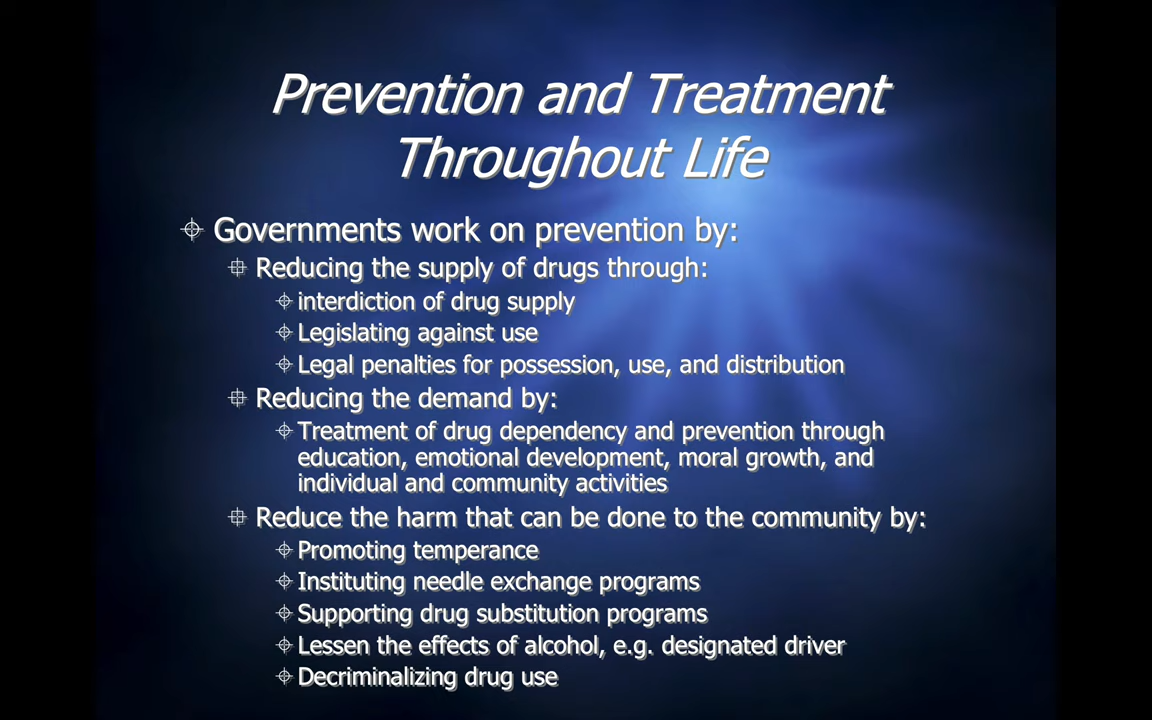 Prevention and Treatment
Throughout Life
Governments work on prevention by:
Reducing the supply of drugs through:
interdiction of drug supply
Legislating against use
Legal penalties for possession, use, and distribution
Reducing the demand by:
Treatment of drug dependency and prevention through
education, emotional development, moral growth, and
individual and community activities
Reduce the harm that can be done to the community by:
Promoting temperance
Instituting needle exchange programs
Supporting drug substitution programs
Lessen the effects of alcohol, e.g. designated driver
Decriminalizing drug use